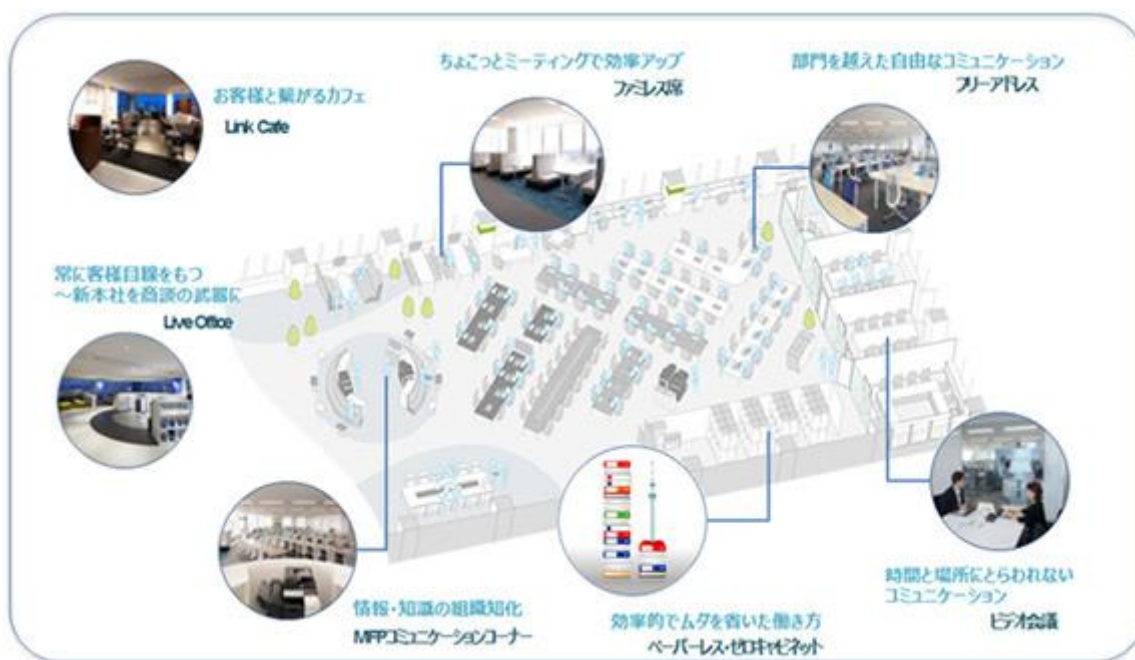 お客様と繋がるカフェ
Link Cafe
ちょこっとミーティングで効率アップ
ファミレス席
部門を越えた自由なコミュニケーション
フリーアドレス
常に客様目線をもつ
～新本社を商談の武器に
Live Office
情報・知識の組織知化
MFPコミュニケーションコーナー
効率的でムダを省いた働き方
ペーパーレス・ゼロキャビネット
時間と場所にとらわれない
コミュニケーション
ビデオ会議